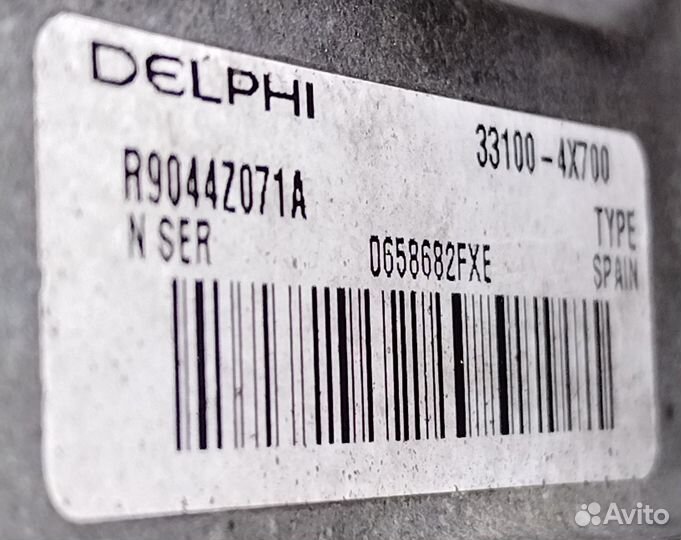 DELPHI
33100-4X700
R9044Z071A
TYPE
N SER
0658682FXE
SPAIN
Avito